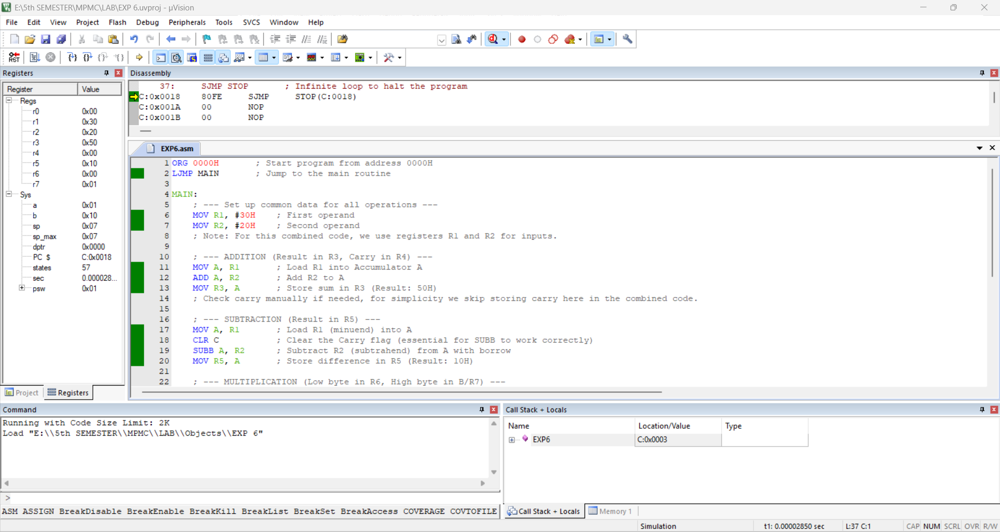 E:\5th SEMESTER\MPMC\LAB\EXP 6.uvproj - µVision
File Edit View Project Flash Debug Peripherals Tools SVCS Window Help
RST
Registers
Register Value
Regs
r0 0x00
r1 0x30
r2 0x20
r3 0x50
r4 0x00
r5 0x10
r6 0x00
r7 0x01
Sys
a 0x01
b 0x10
sp 0x07
sp_max 0x07
dptr 0x0000
PC $ C:0x0018
states 57
sec 0.000028...
psw 0x01
Project Registers
Disassembly
37: SJMP STOP ; Infinite loop to halt the program
C:0x0018 80FE SJMP STOP(C:0018)
C:0x001A 00 NOP
C:0x001B 00 NOP
EXP6.asm
1 ORG 0000H ; Start program from address 0000H
2 LJMP MAIN ; Jump to the main routine
3
4 MAIN:
5 ; --- Set up common data for all operations ---
6 MOV R1, #30H ; First operand
7 MOV R2, #20H ; Second operand
8 ; Note: For this combined code, we use registers R1 and R2 for inputs.
9
10 ; --- ADDITION (Result in R3, Carry in R4) ---
11 MOV A, R1 ; Load R1 into Accumulator A
12 ADD A, R2 ; Add R2 to A
13 MOV R3, A ; Store sum in R3 (Result: 50H)
14 ; Check carry manually if needed, for simplicity we skip storing carry here in the combined code.
15
16 ; --- SUBTRACTION (Result in R5) ---
17 MOV A, R1 ; Load R1 (minuend) into A
18 CLR C ; Clear the Carry flag (essential for SUBB to work correctly)
19 SUBB A, R2 ; Subtract R2 (subtrahend) from A with borrow
20 MOV R5, A ; Store difference in R5 (Result: 10H)
21
22 ; --- MULTIPLICATION (Low byte in R6, High byte in B/R7) ---
Command
Running with Code Size Limit: 2K
Load "E:\\5th SEMESTER\\MPMC\\LAB\\Objects\\EXP 6"
>
ASM ASSIGN BreakDisable BreakEnable BreakKill BreakList BreakSet BreakAccess COVERAGE COVTOFILE
Call Stack + Locals
Name Location/Value Type
EXP6 C:0x0003
Call Stack + Locals Memory 1
Simulation t1: 0.00002850 sec L:37 C:1 CAP NUM SCRL OVR R/W